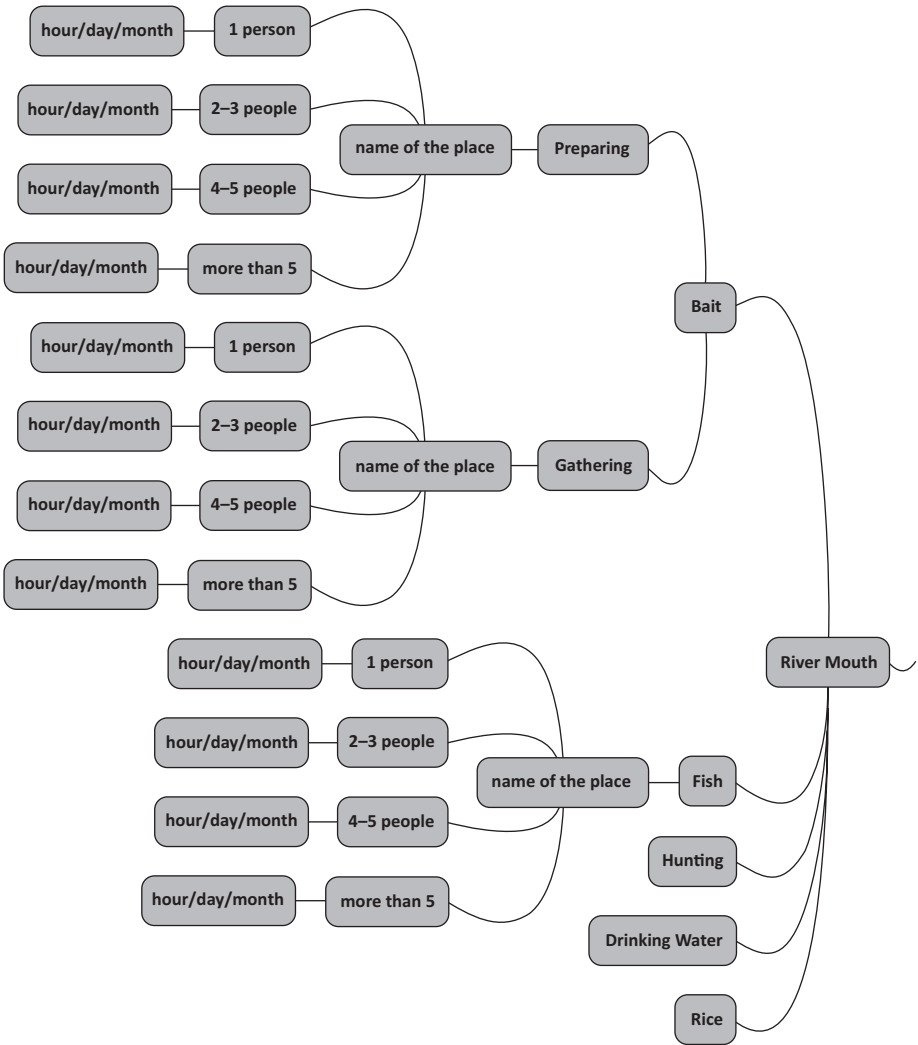 hour/day/month 1 person
hour/day/month 2–3 people
name of the place Preparing
hour/day/month 4–5 people
hour/day/month more than 5
Bait
hour/day/month 1 person
hour/day/month 2–3 people
name of the place Gathering
hour/day/month 4–5 people
hour/day/month more than 5
River Mouth
hour/day/month 1 person
hour/day/month 2–3 people
name of the place Fish
hour/day/month 4–5 people
Hunting
hour/day/month more than 5
Drinking Water
Rice